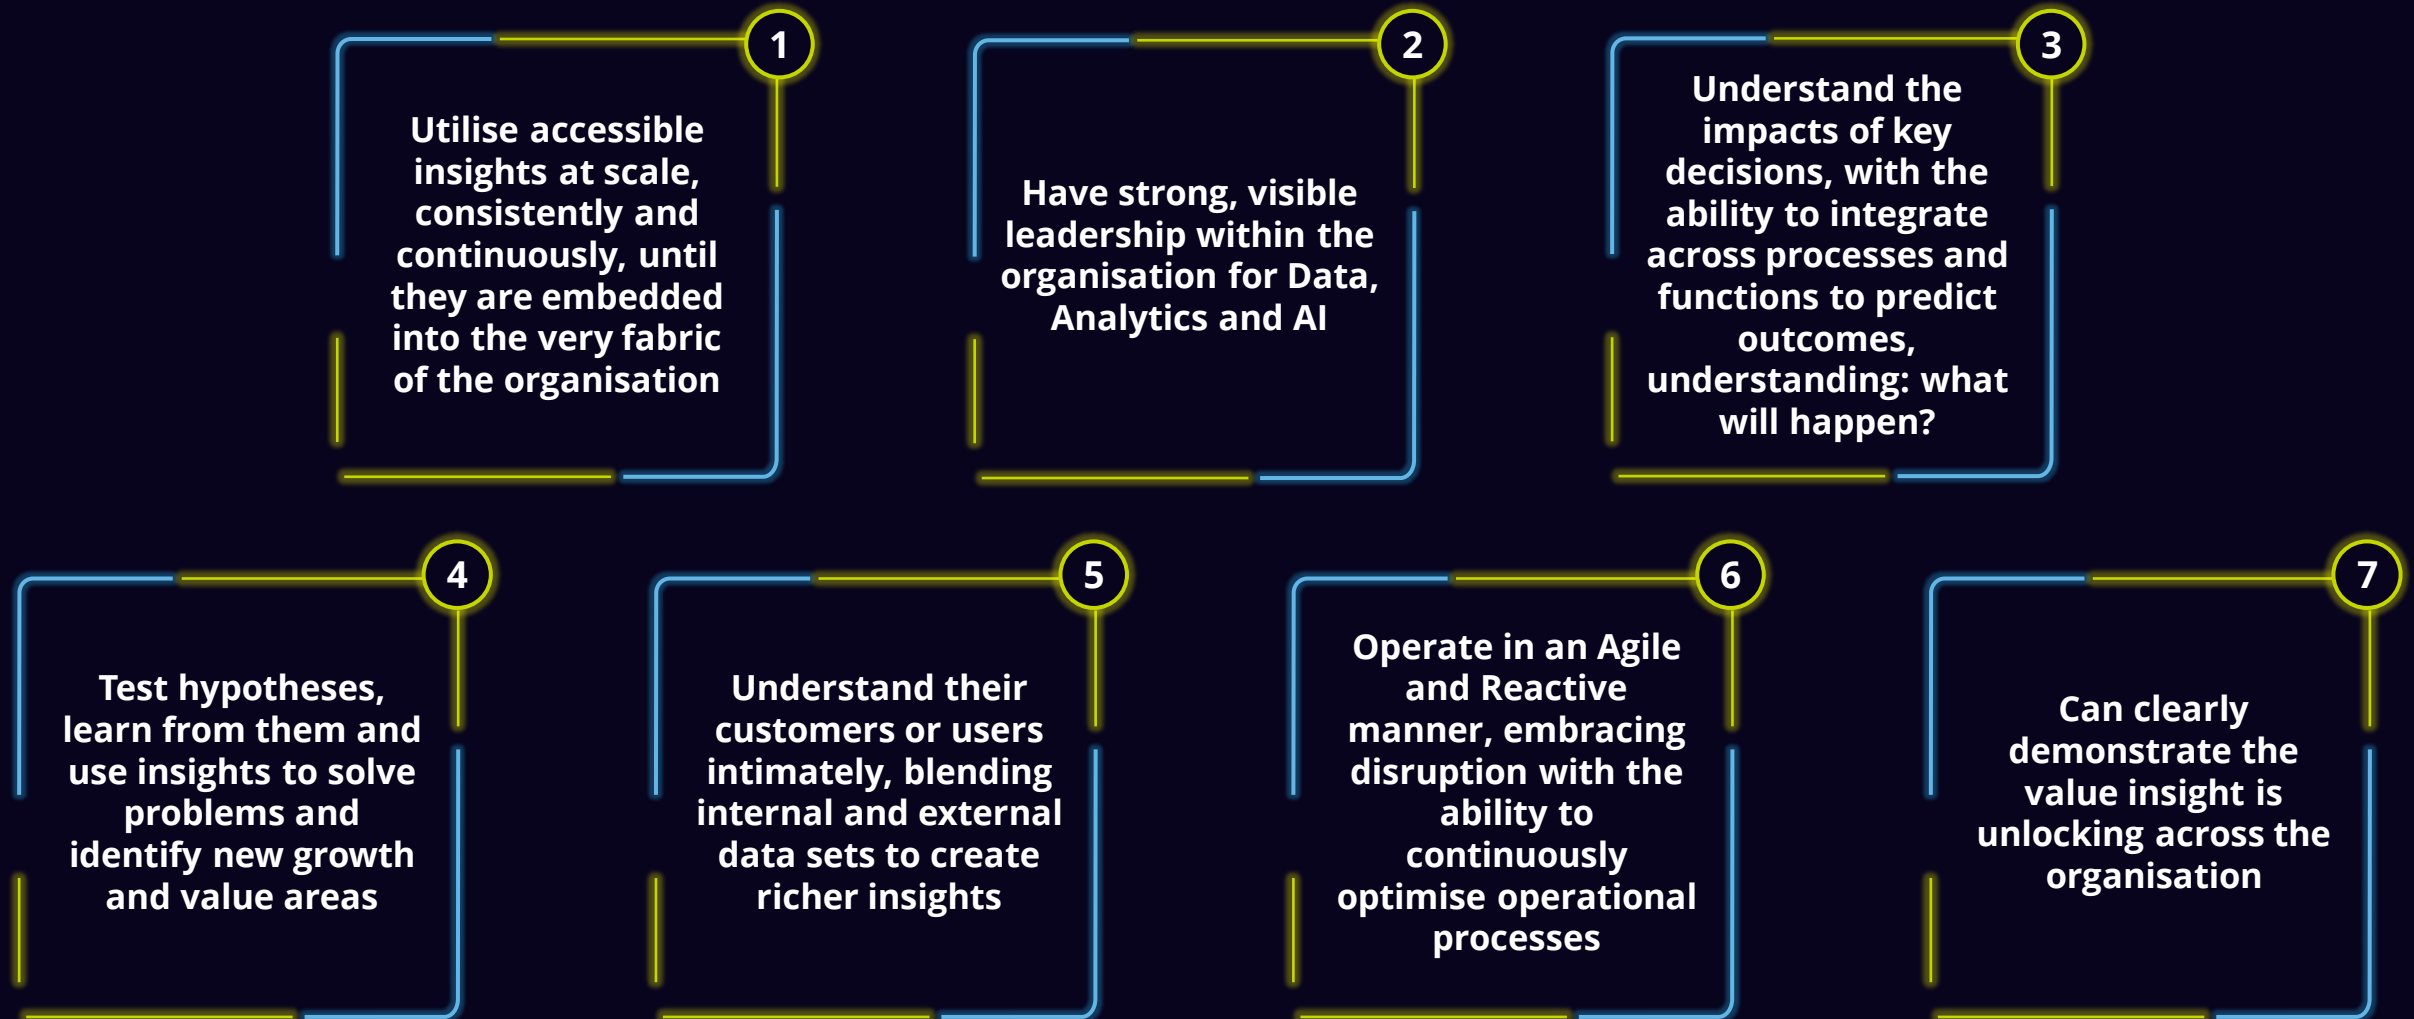 1
Utilise accessible
insights at scale,
consistently and
continuously, until
they are embedded
into the very fabric
of the organisation
2
Have strong, visible
leadership within the
organisation for Data,
Analytics and AI
3
Understand the
impacts of key
decisions, with the
ability to integrate
across processes and
functions to predict
outcomes,
understanding: what
will happen?
4
Test hypotheses,
learn from them and
use insights to solve
problems and
identify new growth
and value areas
5
Understand their
customers or users
intimately, blending
internal and external
data sets to create
richer insights
6
Operate in an Agile
and Reactive
manner, embracing
disruption with the
ability to
continuously
optimise operational
processes
7
Can clearly
demonstrate the
value insight is
unlocking across the
organisation